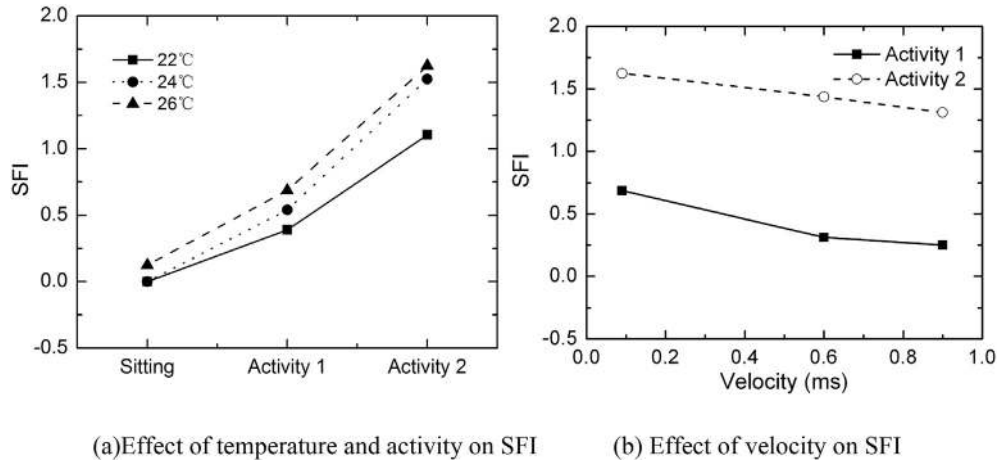 2.0
1.5
1.0
0.5
0.0
-0.5
SFI
22℃
24℃
26℃
Sitting
Activity 1
Activity 2
2.0
1.5
1.0
0.5
0.0
-0.5
SFI
Activity 1
Activity 2
0.0
0.2
0.4
0.6
0.8
1.0
Velocity (ms)
(a)Effect of temperature and activity on SFI
(b) Effect of velocity on SFI